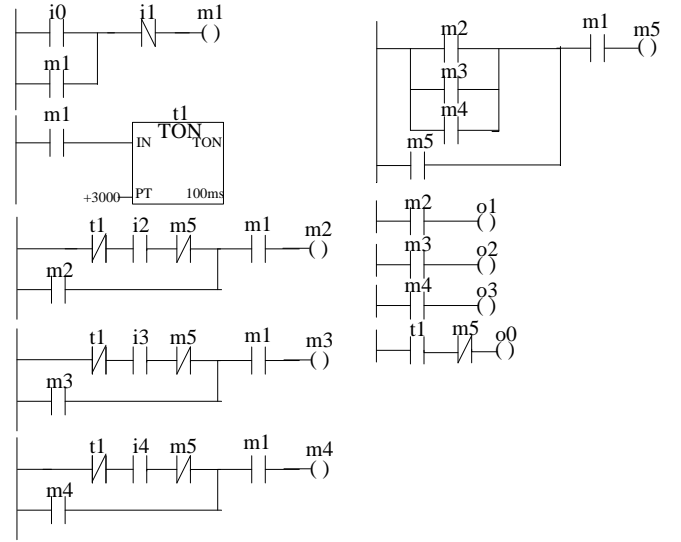 i0 i1 m1
( )
m1
m1 t1
TON
IN TON
+3000 PT 100ms
t1 i2 m5 m1 m2
( )
m2
t1 i3 m5 m1 m3
( )
m3
t1 i4 m5 m1 m4
( )
m4
m2 m1 m5
( )
m3
m4
m5
m2 o1
( )
m3 o2
( )
m4 o3
( )
t1 m5 o0
( )